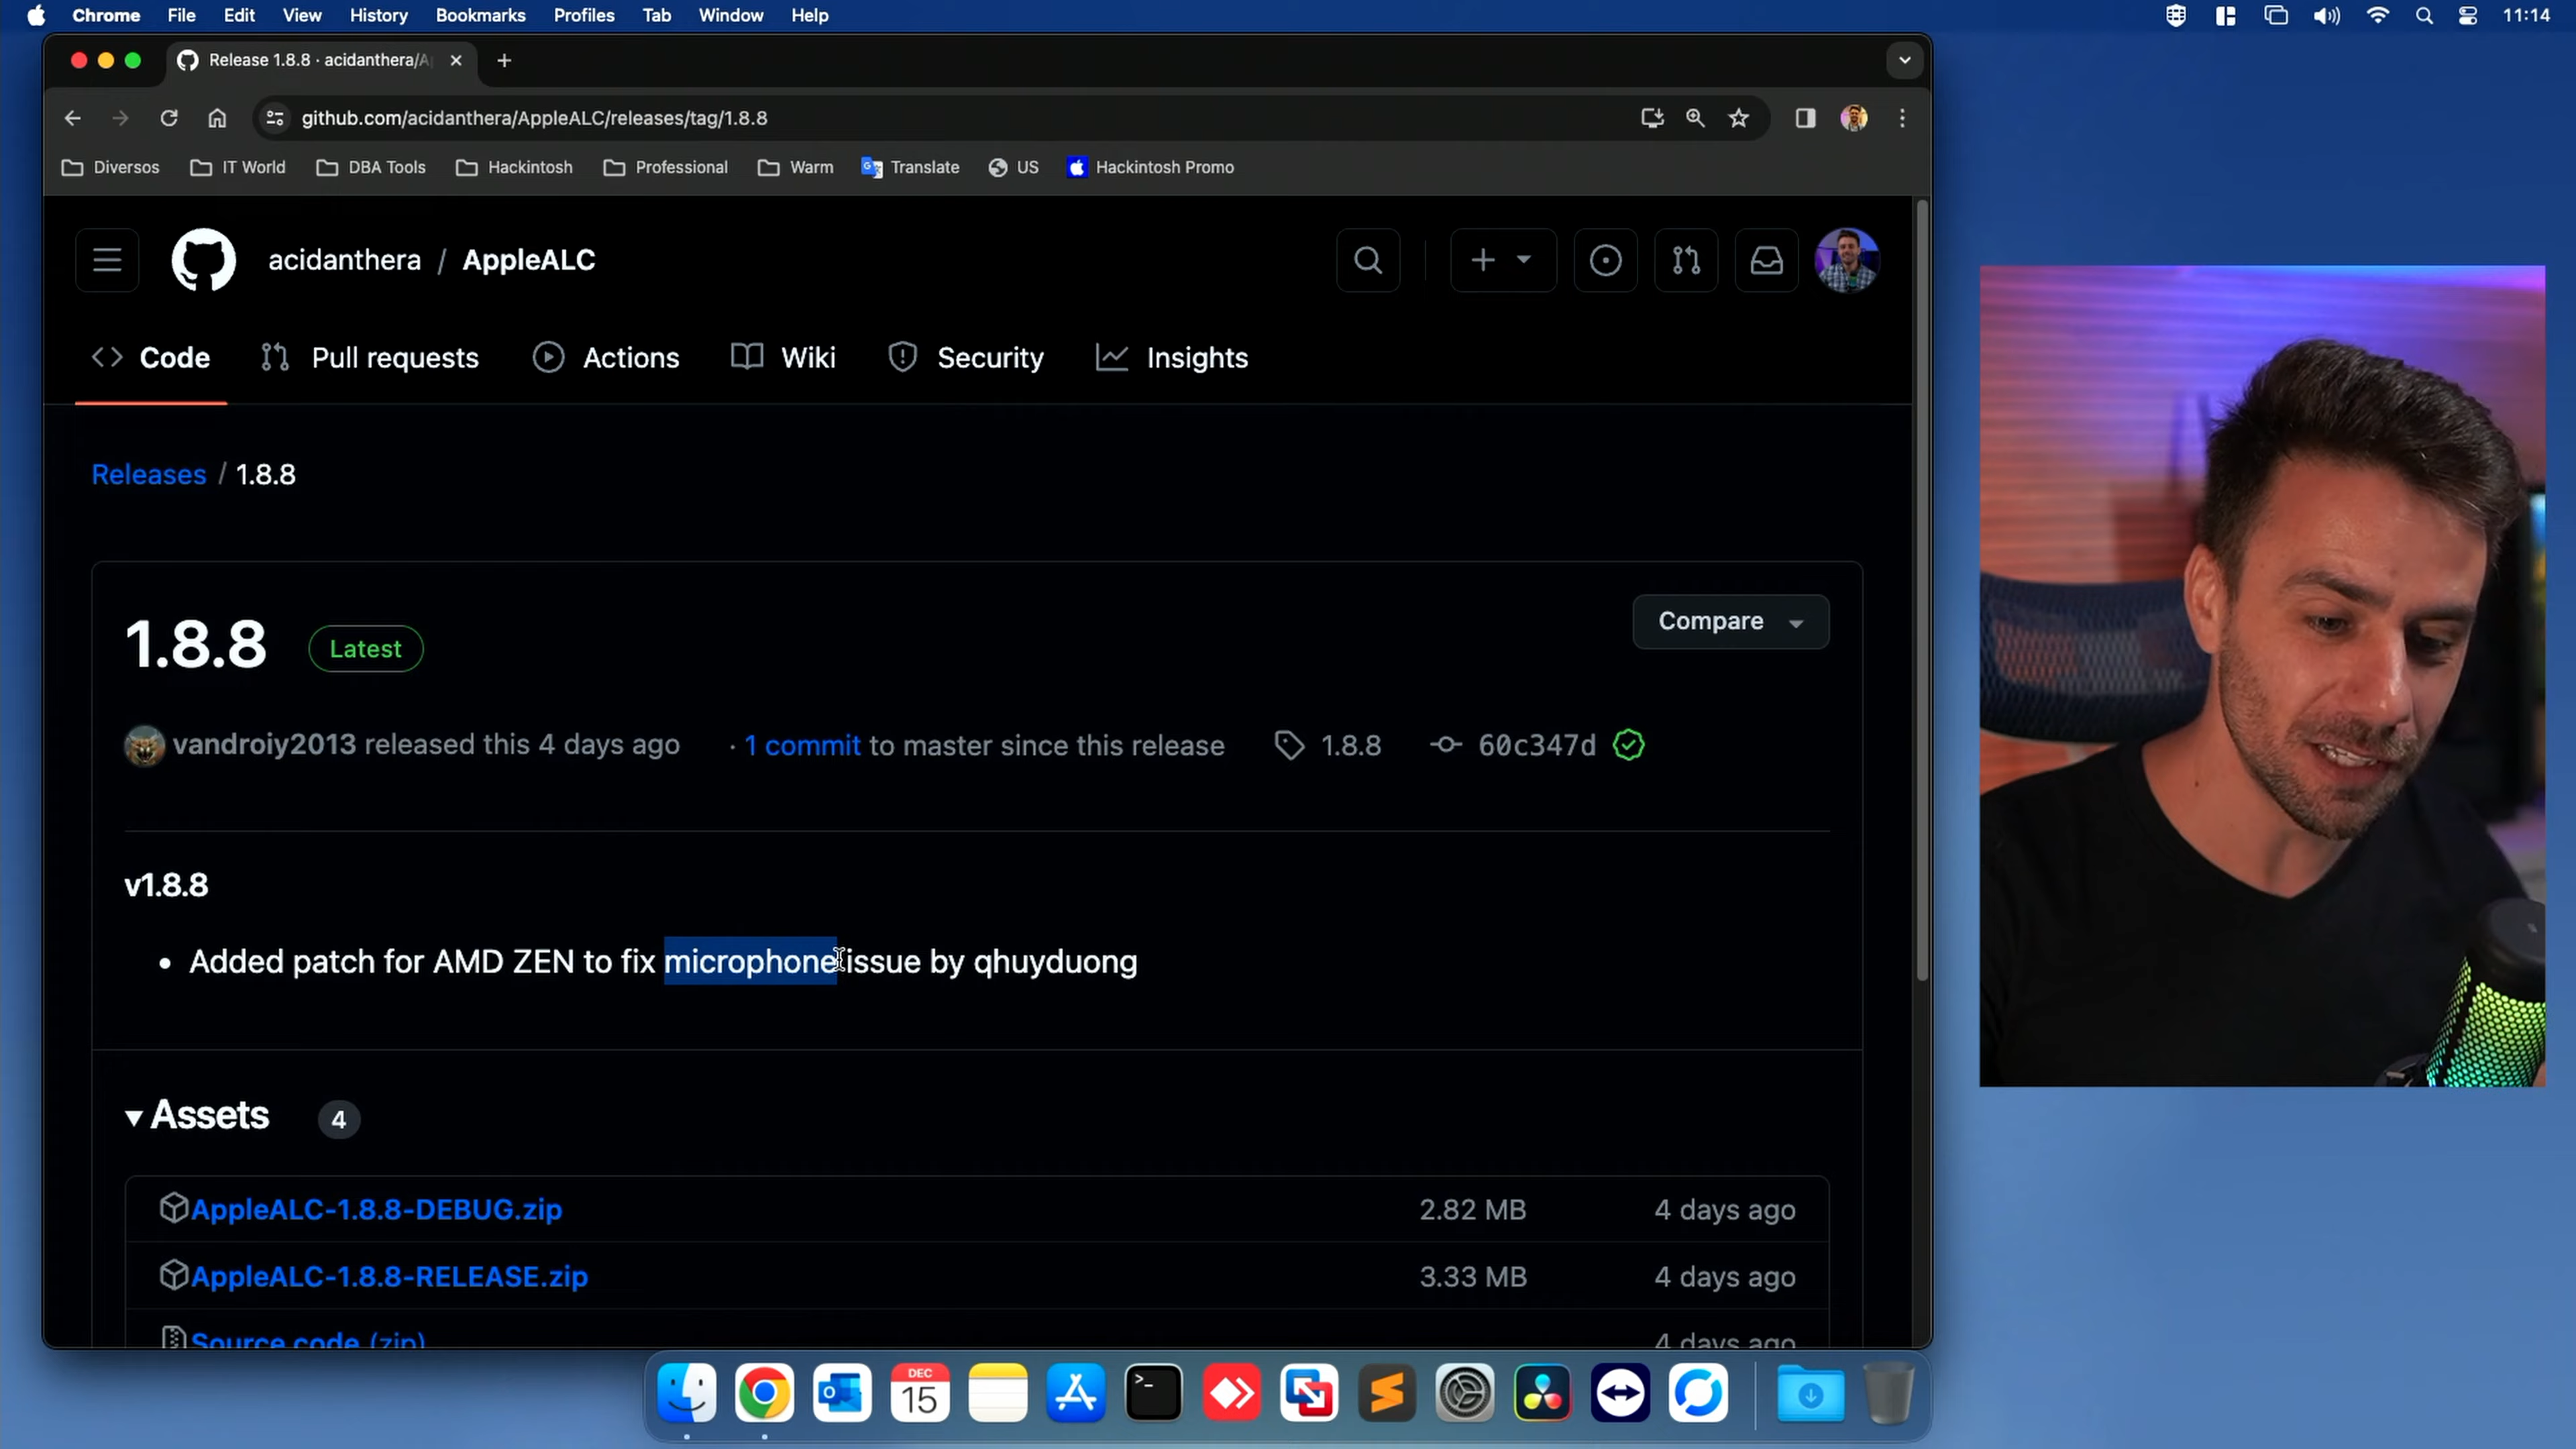 Chrome File Edit View History Bookmarks Profiles Tab Window Help 11:14
Release 1.8.8 · acidanthera/A
github.com/acidanthera/AppleALC/releases/tag/1.8.8
Diversos IT World DBA Tools Hackintosh Professional Warm Translate US Hackintosh Promo
acidanthera / AppleALC
Code Pull requests Actions Wiki Security Insights
Releases / 1.8.8
1.8.8 Latest Compare
vandroiy2013 released this 4 days ago · 1 commit to master since this release 1.8.8 60c347d
v1.8.8
• Added patch for AMD ZEN to fix microphone issue by qhuyduong
Assets 4
AppleALC-1.8.8-DEBUG.zip 2.82 MB 4 days ago
AppleALC-1.8.8-RELEASE.zip 3.33 MB 4 days ago
Source code (zip) 4 days ago
DEC
15